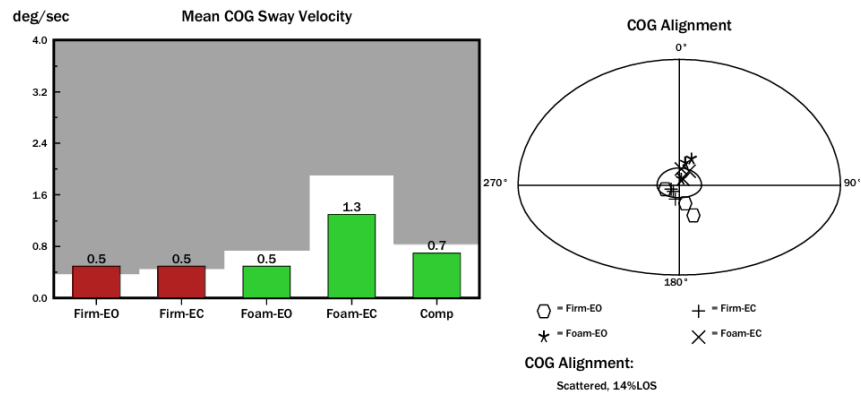 deg/sec
Mean COG Sway Velocity
4.0
3.2
2.4
1.6
0.8
0.0
0.5
0.5
0.5
1.3
0.7
Firm-EO
Firm-EC
Foam-EO
Foam-EC
Comp
COG Alignment
0°
270°
90°
180°
= Firm-EO
= Firm-EC
= Foam-EO
= Foam-EC
COG Alignment:
Scattered, 14%LOS